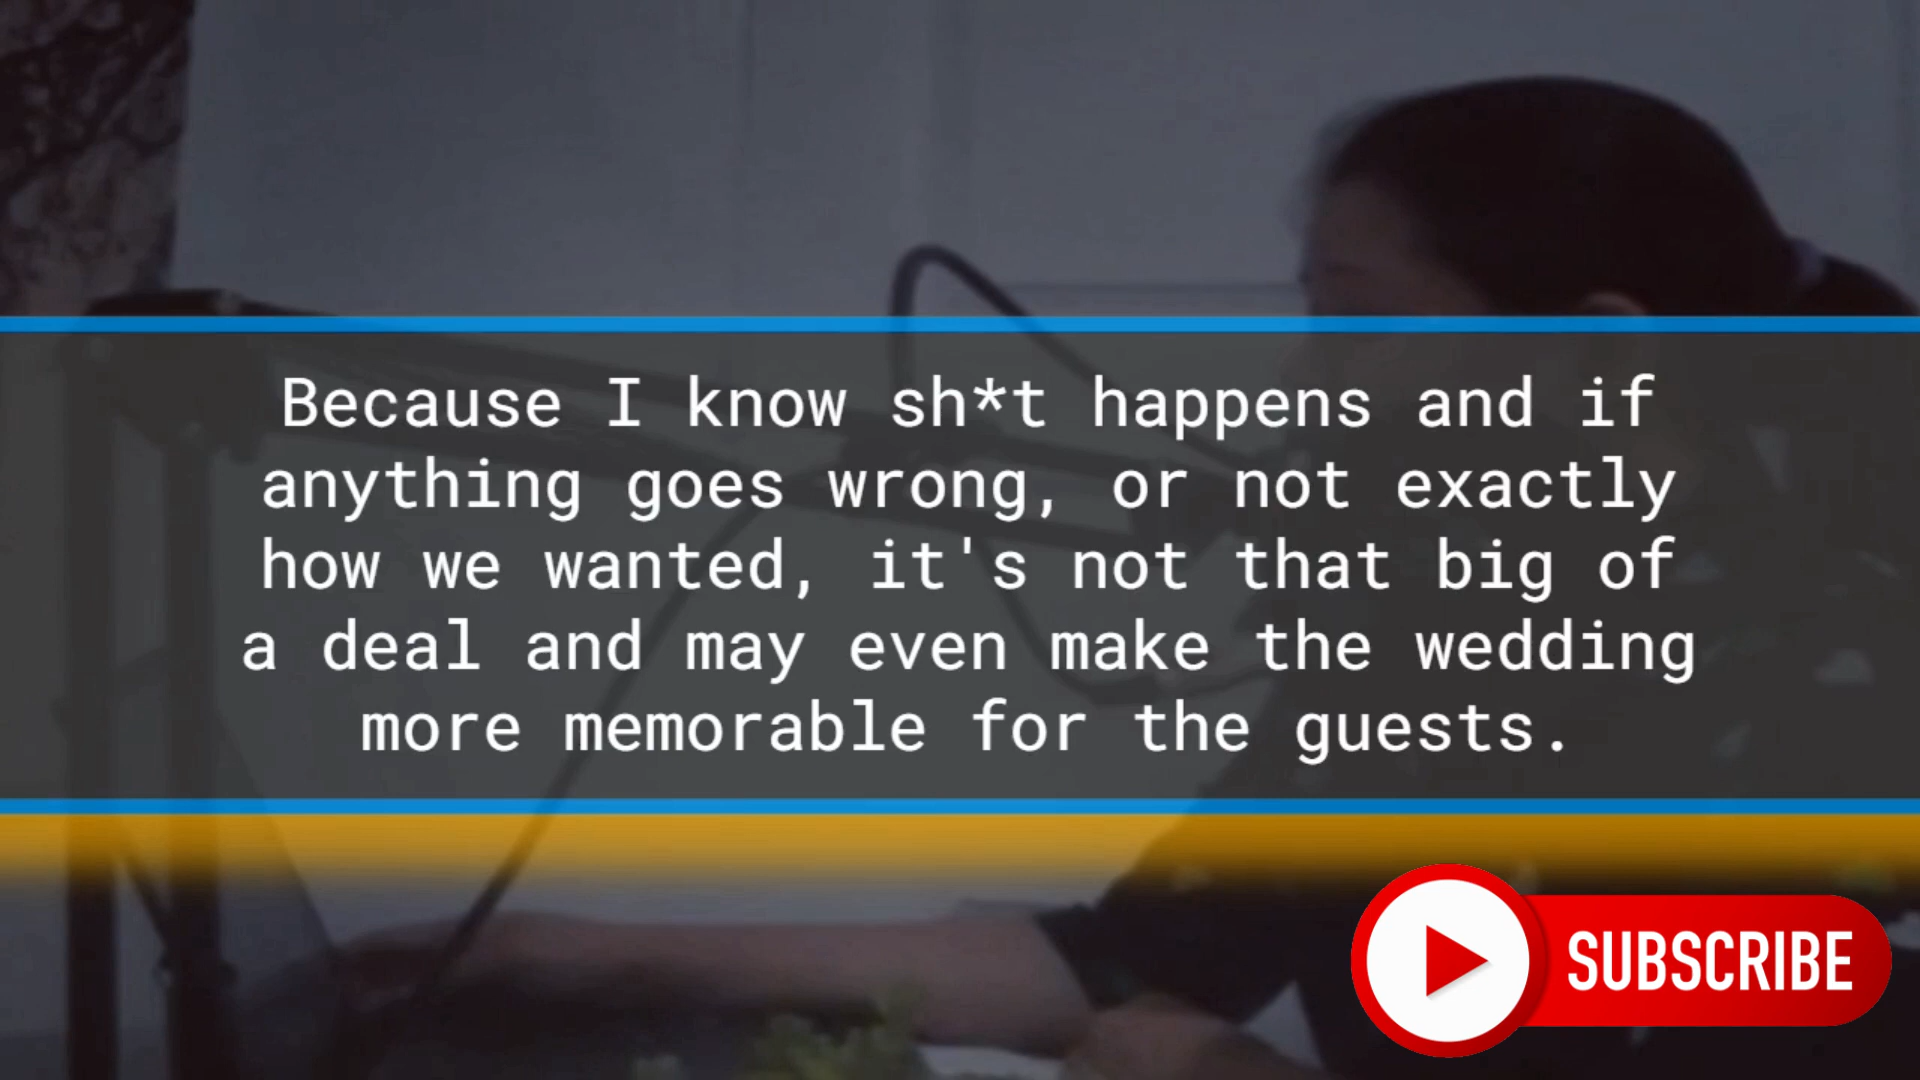 Because I know sh*t happens and if
anything goes wrong, or not exactly
how we wanted, it's not that big of
a deal and may even make the wedding
more memorable for the guests.
SUBSCRIBE